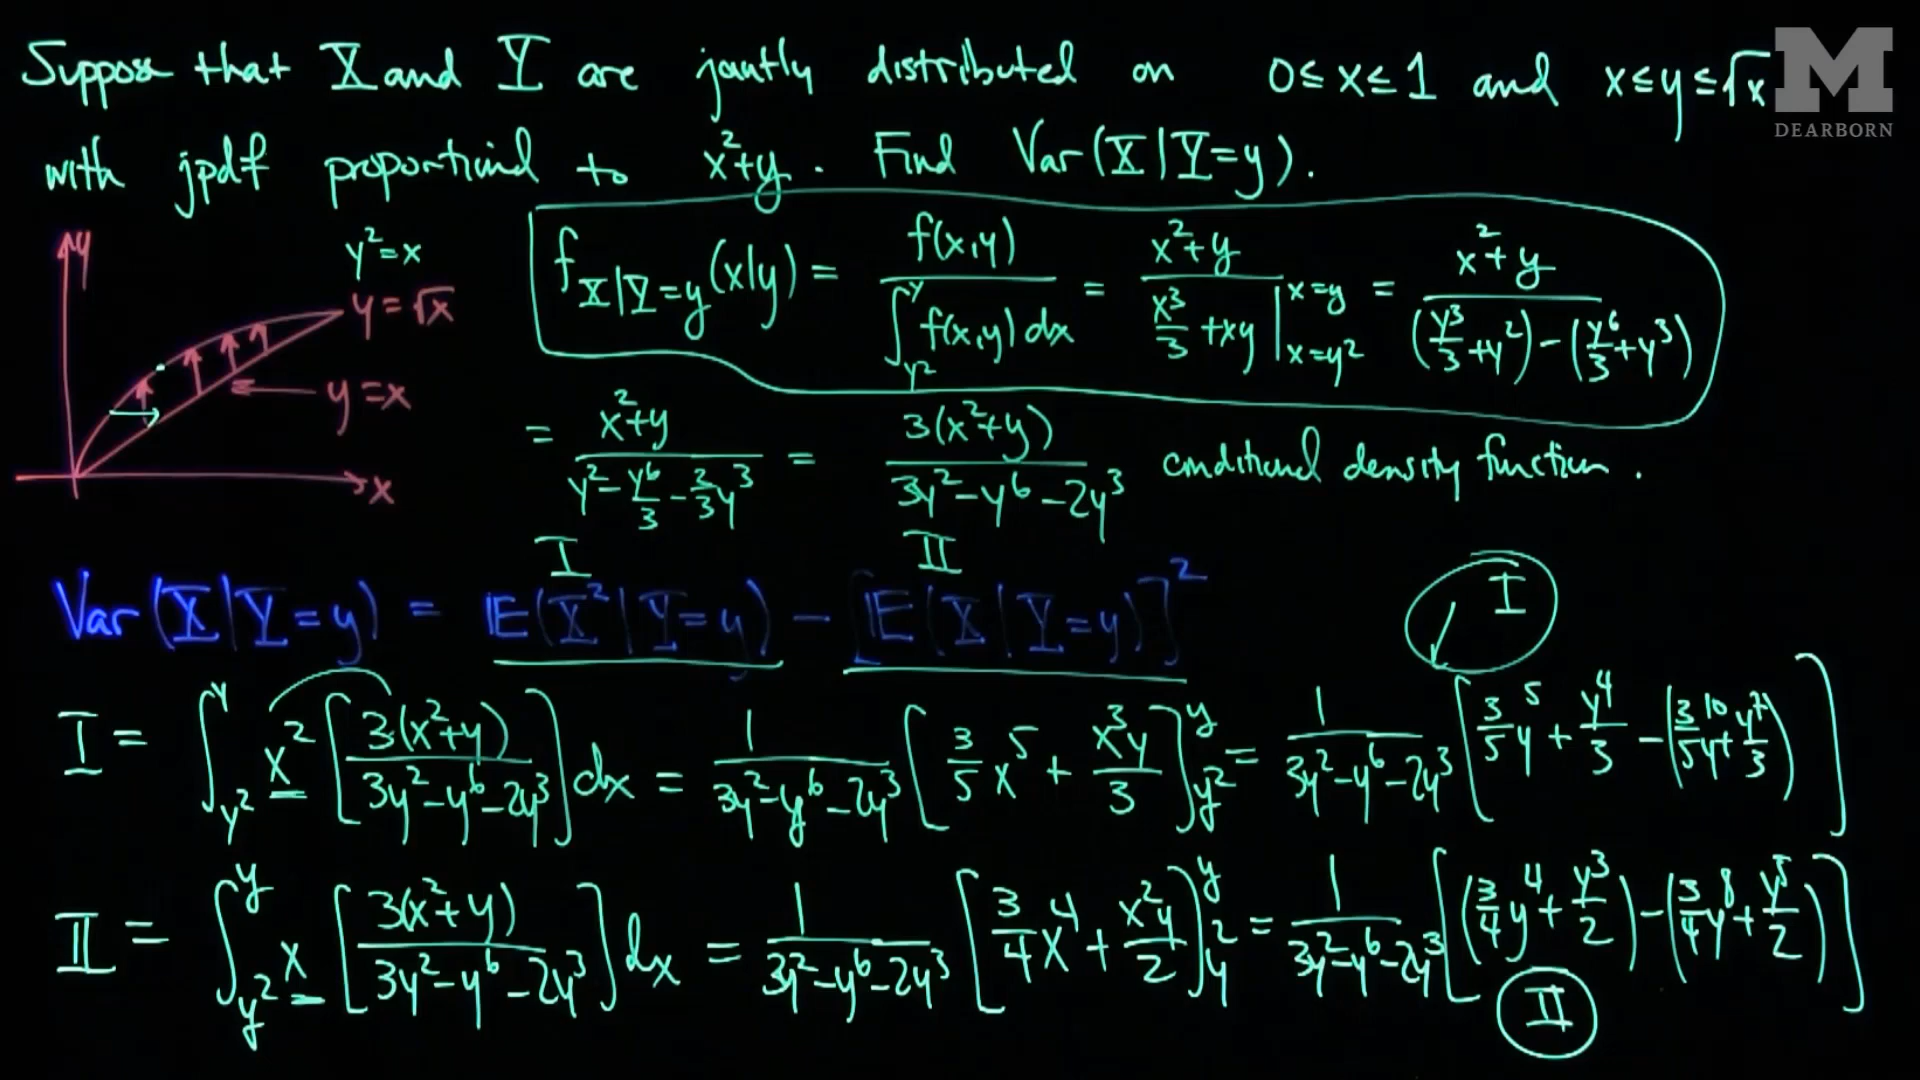 Suppose that X and Y are jointly distributed on 0≤x≤1 and x≤y≤√x
M
DEARBORN
with jpdf proportional to x²+y. Find Var(X|Y=y).
y
y²=x
y=√x
y=x
x
f_{X|Y=y}(x|y) = f(x,y) / ∫_{y²}^{y} f(x,y)dx = (x²+y) / (x³/3 + xy |_{x=y²}^{x=y}) = (x²+y) / ((y³/3+y²)-(y⁶/3+y³))
= (x²+y) / (y²-y⁶/3-2/3y³) = 3(x²+y) / (3y²-y⁶-2y³) conditional density function.
I II
Var(X|Y=y) = E(X²|Y=y) - [E(X|Y=y)]²
I
I = ∫_{y²}^{y} x² [3(x²+y) / (3y²-y⁶-2y³)] dx = 1/(3y²-y⁶-2y³) [3/5 x⁵ + x³y/3]_{y²}^{y} = 1/(3y²-y⁶-2y³) [3/5 y⁵ + y⁴/3 - (3/5 y¹⁰ + y⁷/3)]
II = ∫_{y²}^{y} x [3(x²+y) / (3y²-y⁶-2y³)] dx = 1/(3y²-y⁶-2y³) [3/4 x⁴ + x²y/2]_{y²}^{y} = 1/(3y²-y⁶-2y³) [(3/4 y⁴ + y³/2) - (3/4 y⁸ + y⁵/2)]
II